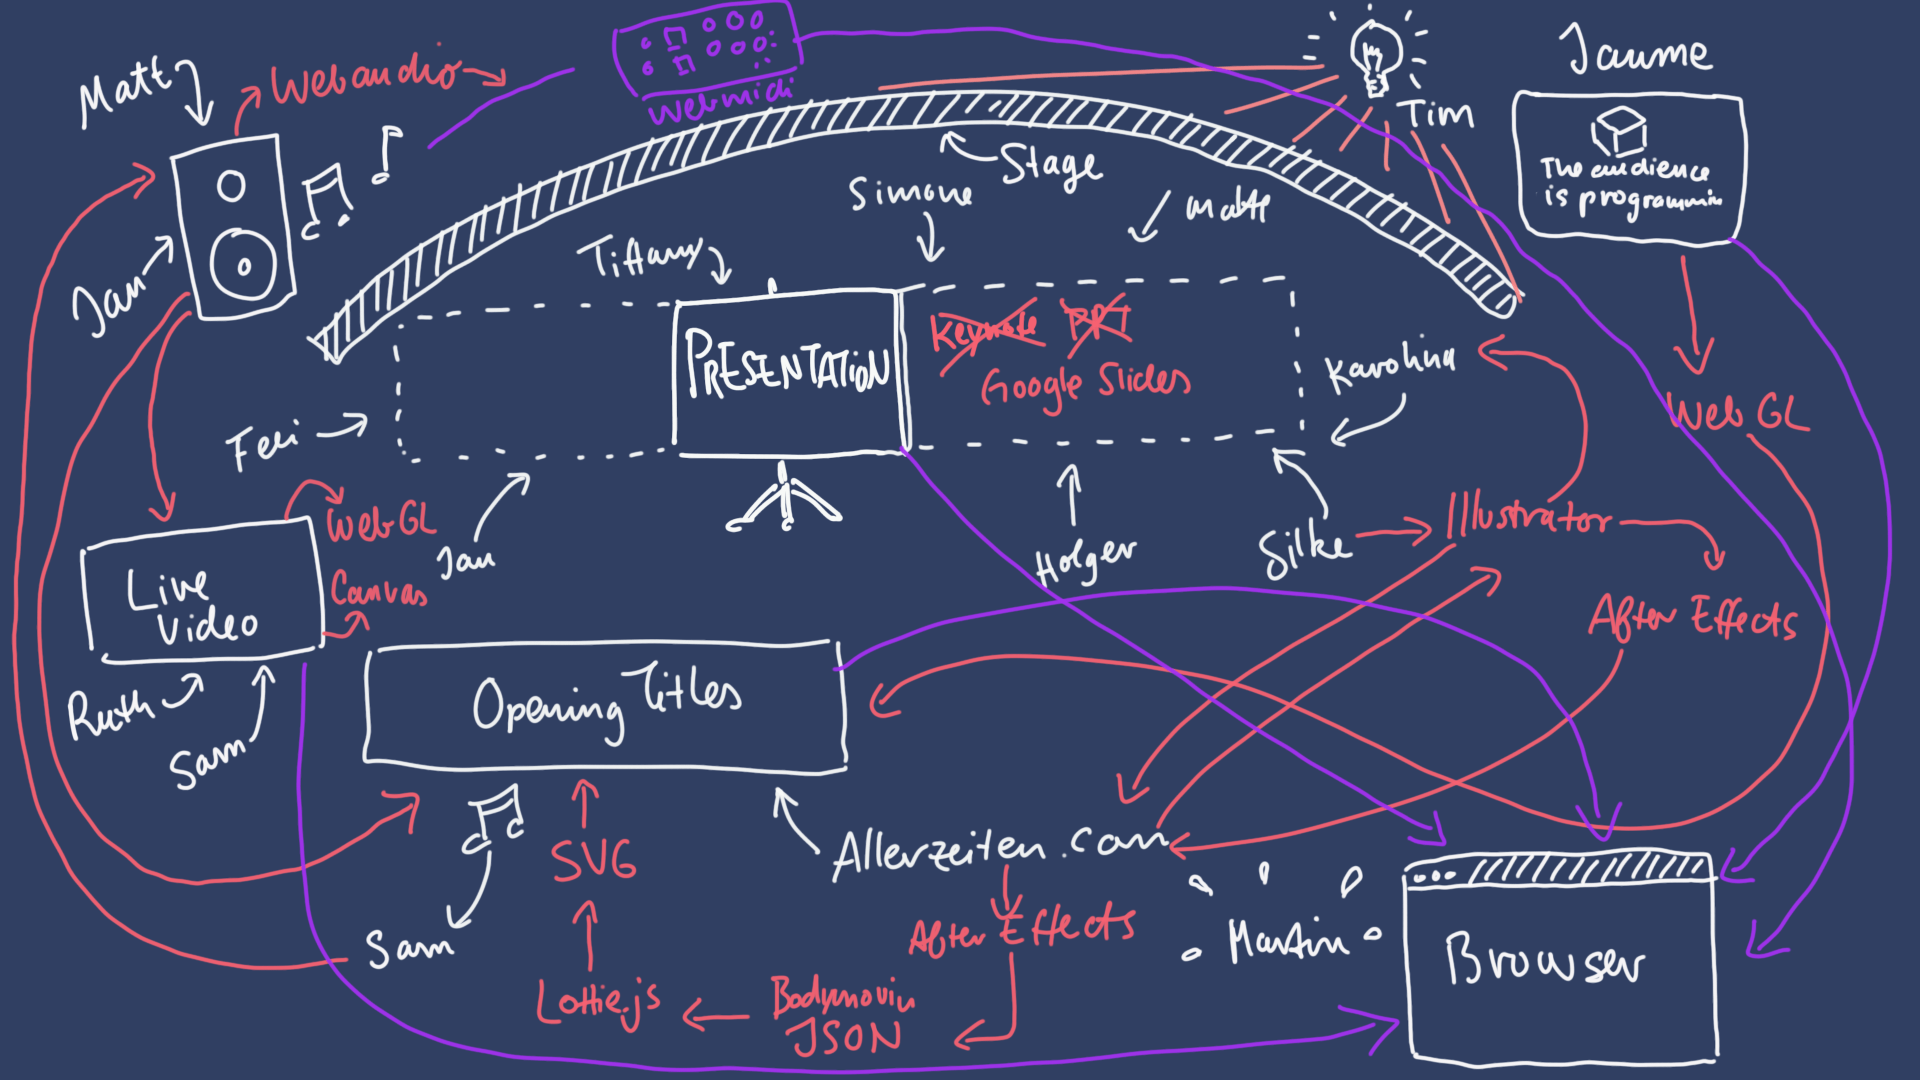 Matt
Webaudio
Webmidi
Tim
Jaume
The audience
is programmin
Stage
Simone
Tiffany
Jan
PRESENTATION
Keynote PPT
Google Slides
Karolina
Web GL
Feri
WebGL
Jan
Holger
Silke
Illustrator
Live
Video
Canvas
After Effects
Ruth
Sam
Opening Titles
SVG
Allerzeiten.com
After Effects
Martin
Sam
Browser
Lottie.js
Bodymovin
JSON